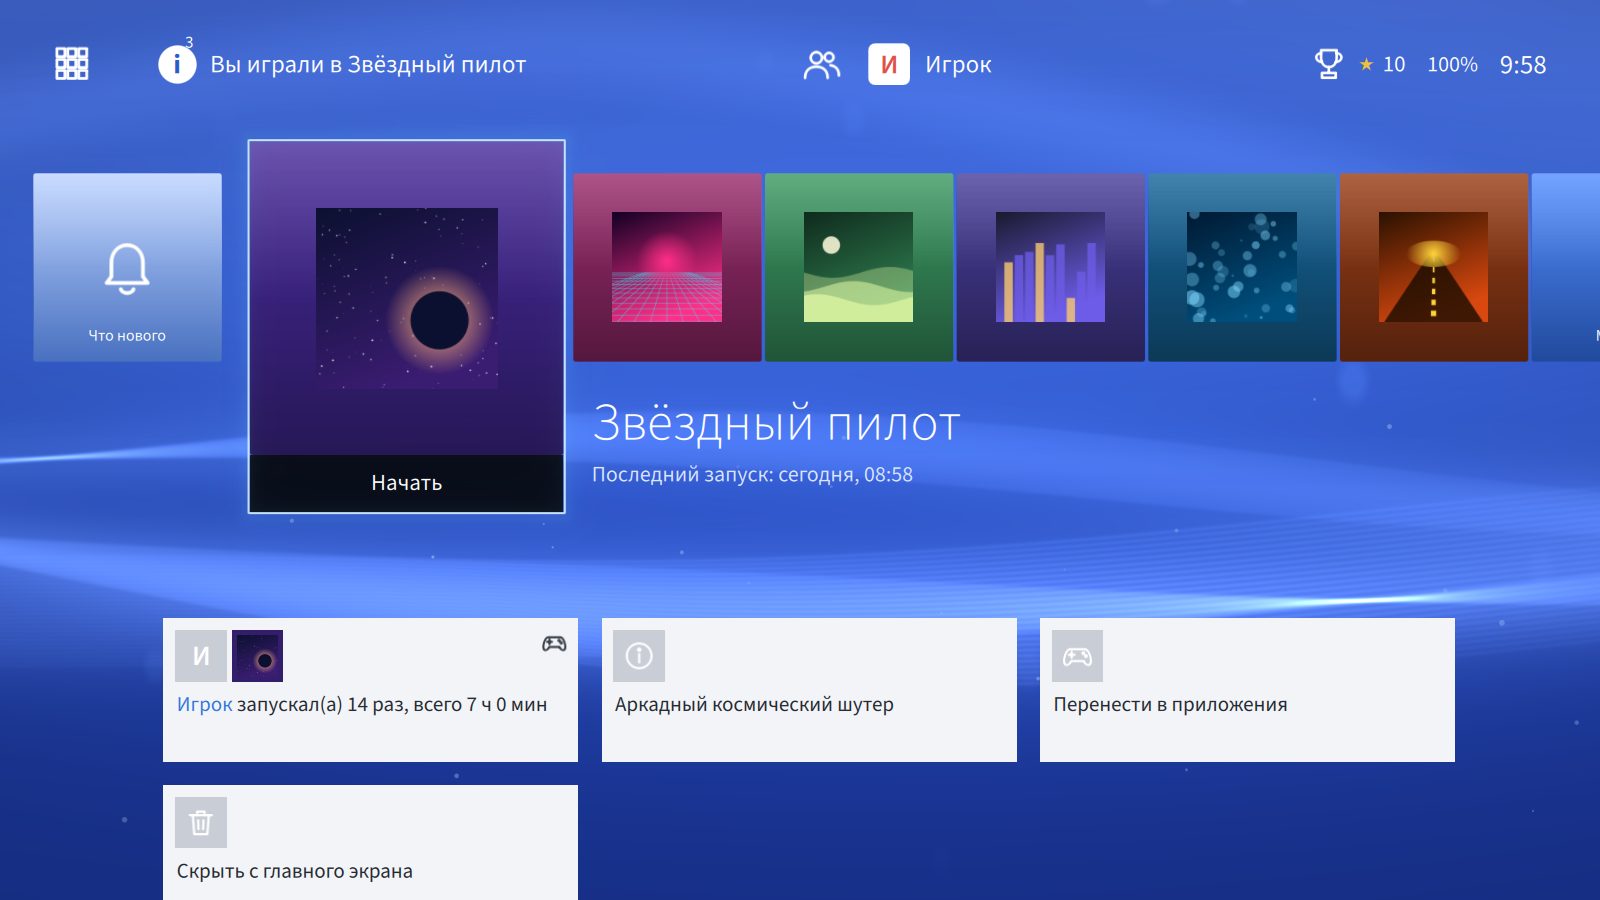 3
Вы играли в Звёздный пилот
И
Игрок
10
100%
9:58
Что нового
Начать
Звёздный пилот
Последний запуск: сегодня, 08:58
И
Игрок запускал(а) 14 раз, всего 7 ч 0 мин
Аркадный космический шутер
Перенести в приложения
Скрыть с главного экрана